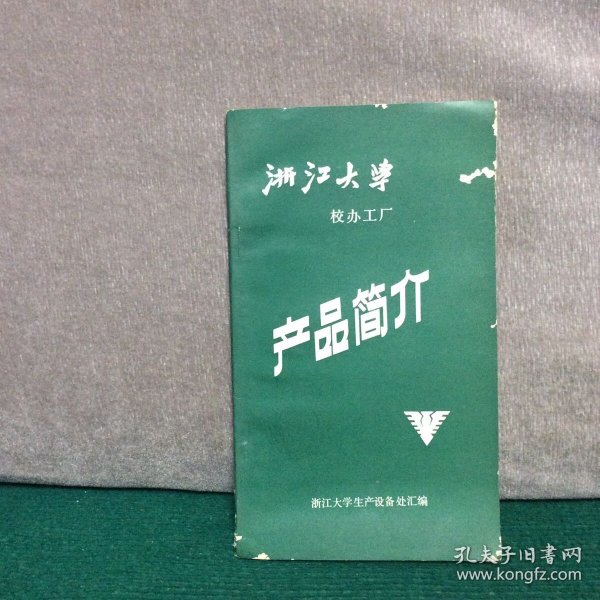 浙江大学
校办工厂
产品简介
浙江大学生产设备处汇编
孔夫子旧书网
www.kongfz.com